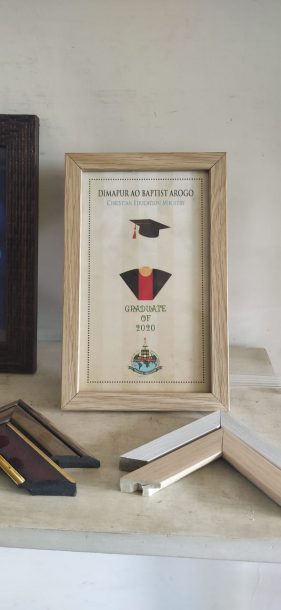 DIMAPUR AO BAPTIST AROGO
CHRISTIAN EDUCATION MINISTRY
GRADUATE
OF
2020